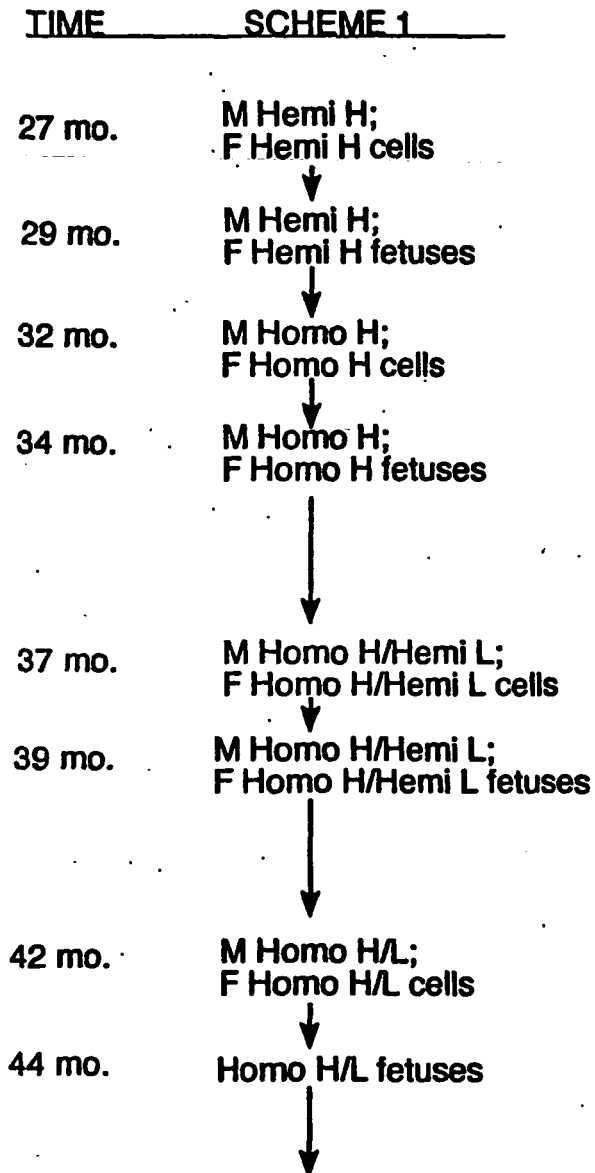 TIME SCHEME 1
27 mo. M Hemi H;
F Hemi H cells
29 mo. M Hemi H;
F Hemi H fetuses
32 mo. M Homo H;
F Homo H cells
34 mo. M Homo H;
F Homo H fetuses
37 mo. M Homo H/Hemi L;
F Homo H/Hemi L cells
39 mo. M Homo H/Hemi L;
F Homo H/Hemi L fetuses
42 mo. M Homo H/L;
F Homo H/L cells
44 mo. Homo H/L fetuses